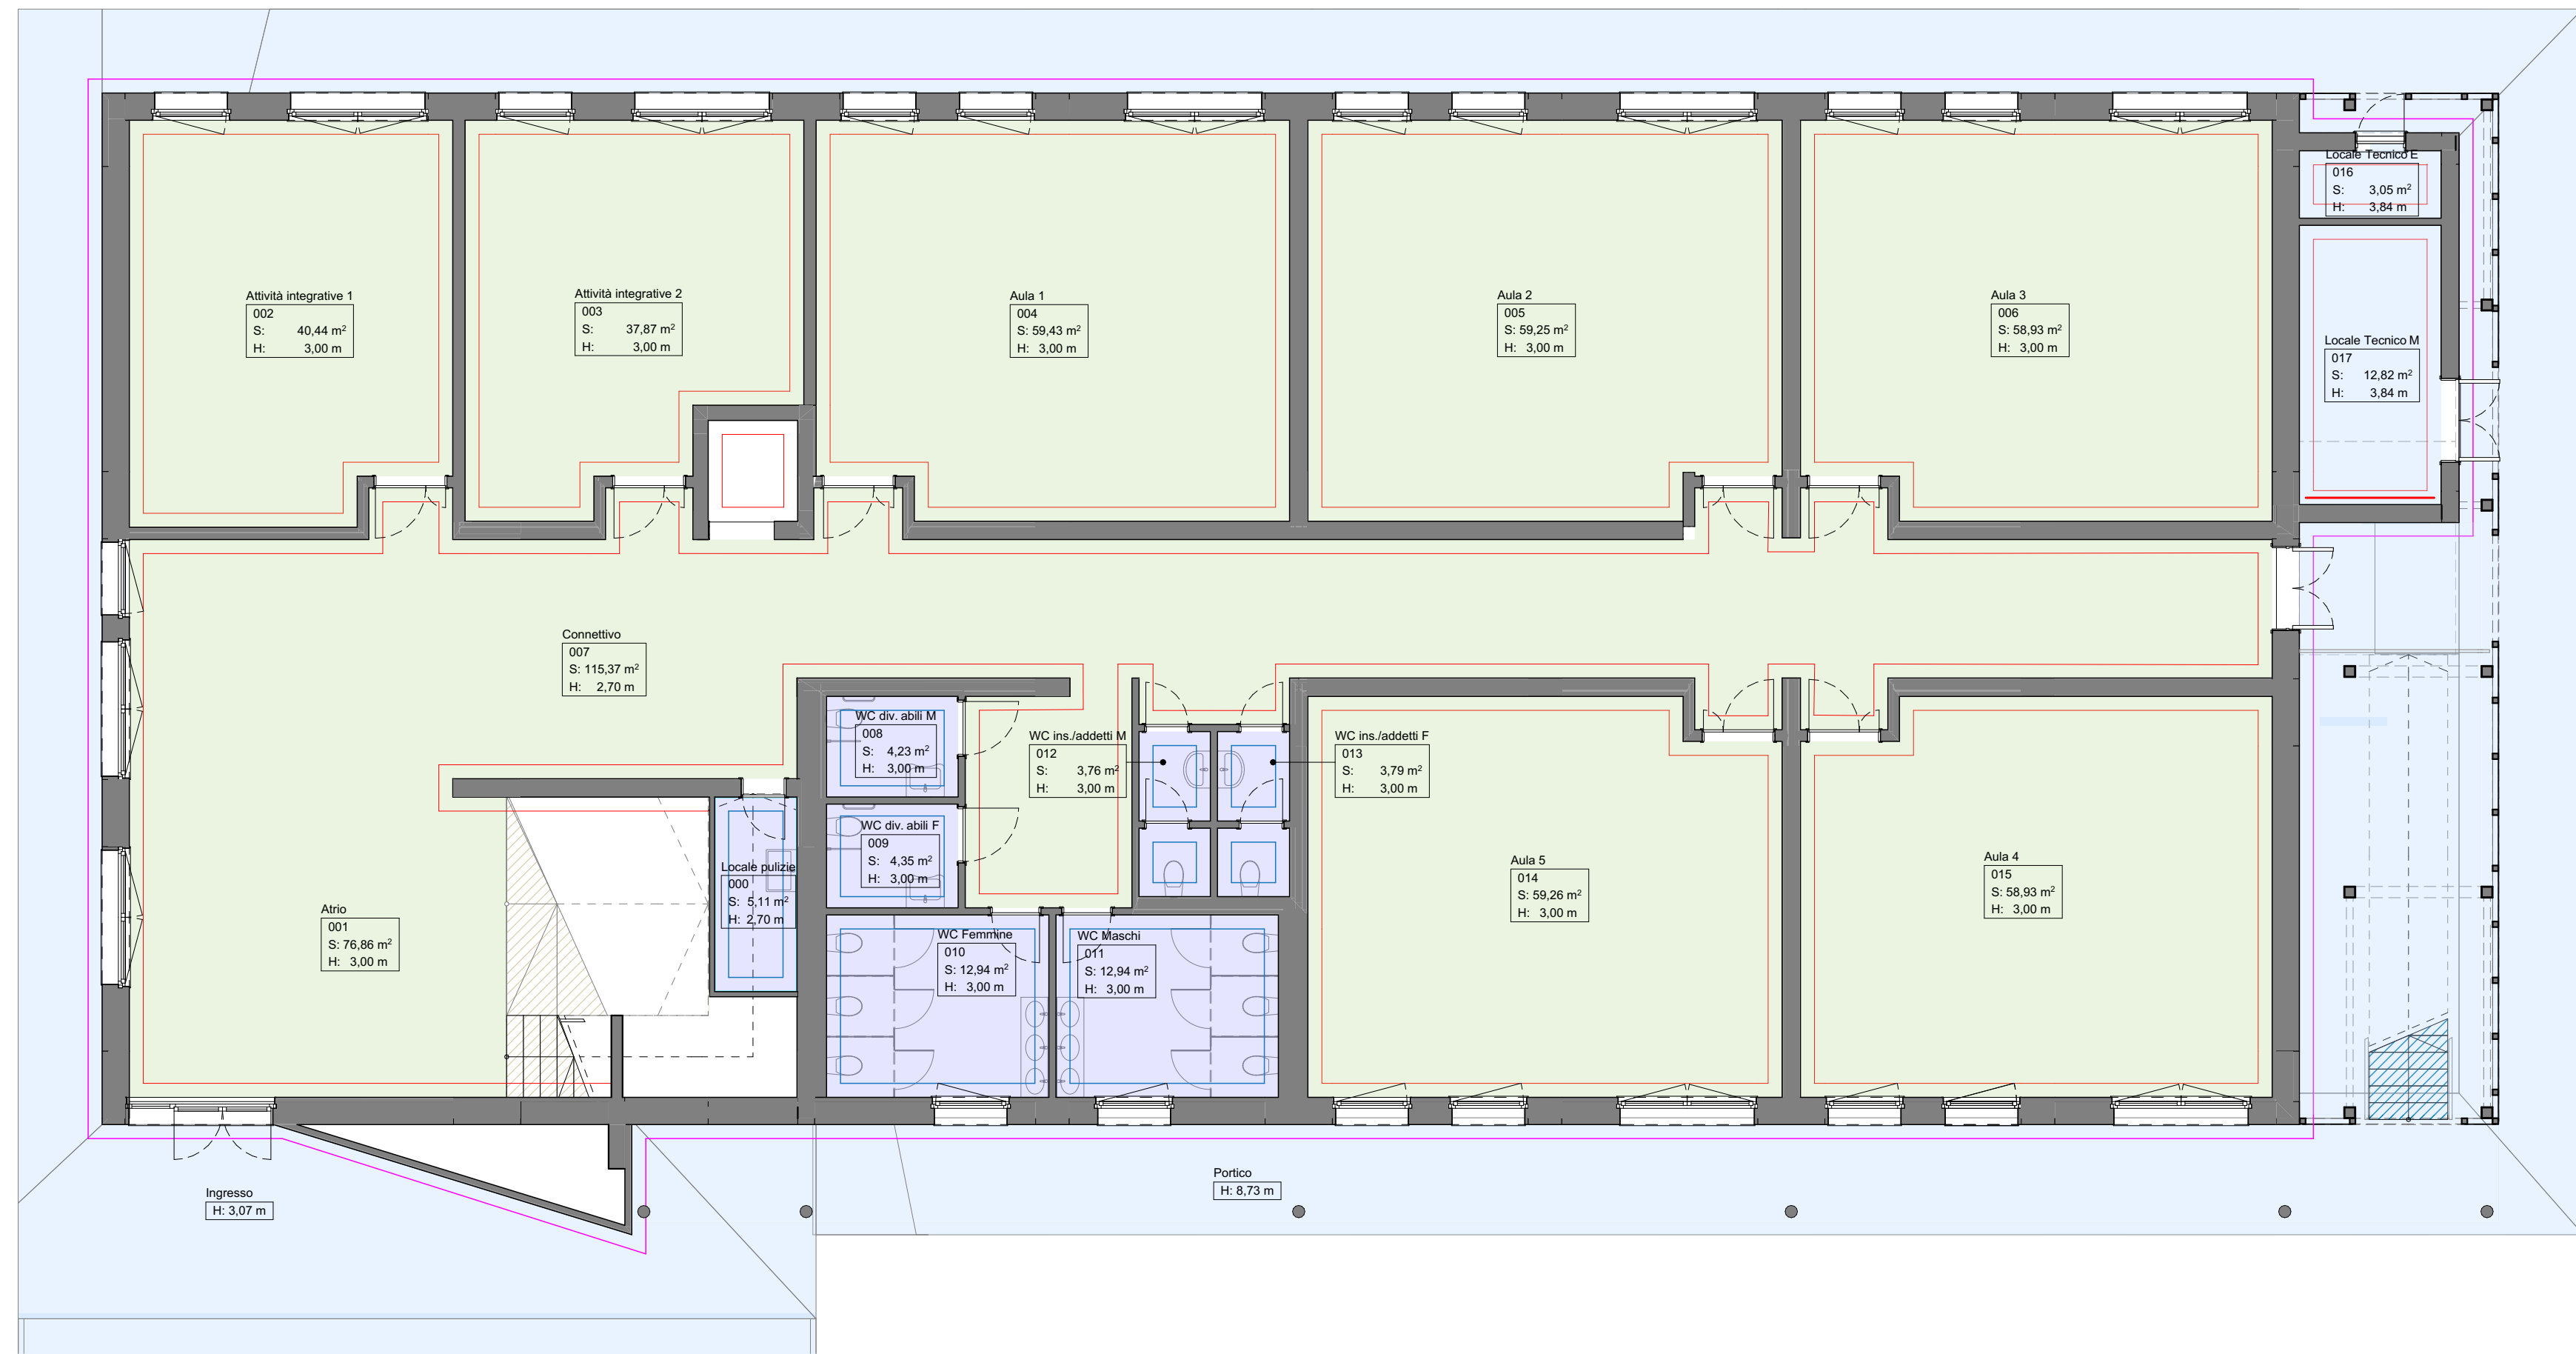 Locale Tecnico E
016
S: 3,05 m²
H: 3,84 m
Attività integrative 1
002
S: 40,44 m²
H: 3,00 m
Attività integrative 2
003
S: 37,87 m²
H: 3,00 m
Aula 1
004
S: 59,43 m²
H: 3,00 m
Aula 2
005
S: 59,25 m²
H: 3,00 m
Aula 3
006
S: 58,93 m²
H: 3,00 m
Locale Tecnico M
017
S: 12,82 m²
H: 3,84 m
Connettivo
007
S: 115,37 m²
H: 2,70 m
WC div. abili M
008
S: 4,23 m²
H: 3,00 m
WC ins./addetti M
012
S: 3,76 m²
H: 3,00 m
WC ins./addetti F
013
S: 3,79 m²
H: 3,00 m
WC div. abili F
009
S: 4,35 m²
H: 3,00 m
Locale pulizie
000
S: 5,11 m²
H: 2,70 m
Aula 5
014
S: 59,26 m²
H: 3,00 m
Aula 4
015
S: 58,93 m²
H: 3,00 m
Atrio
001
S: 76,86 m²
H: 3,00 m
WC Femmine
010
S: 12,94 m²
H: 3,00 m
WC Maschi
011
S: 12,94 m²
H: 3,00 m
Portico
H: 8,73 m
Ingresso
H: 3,07 m